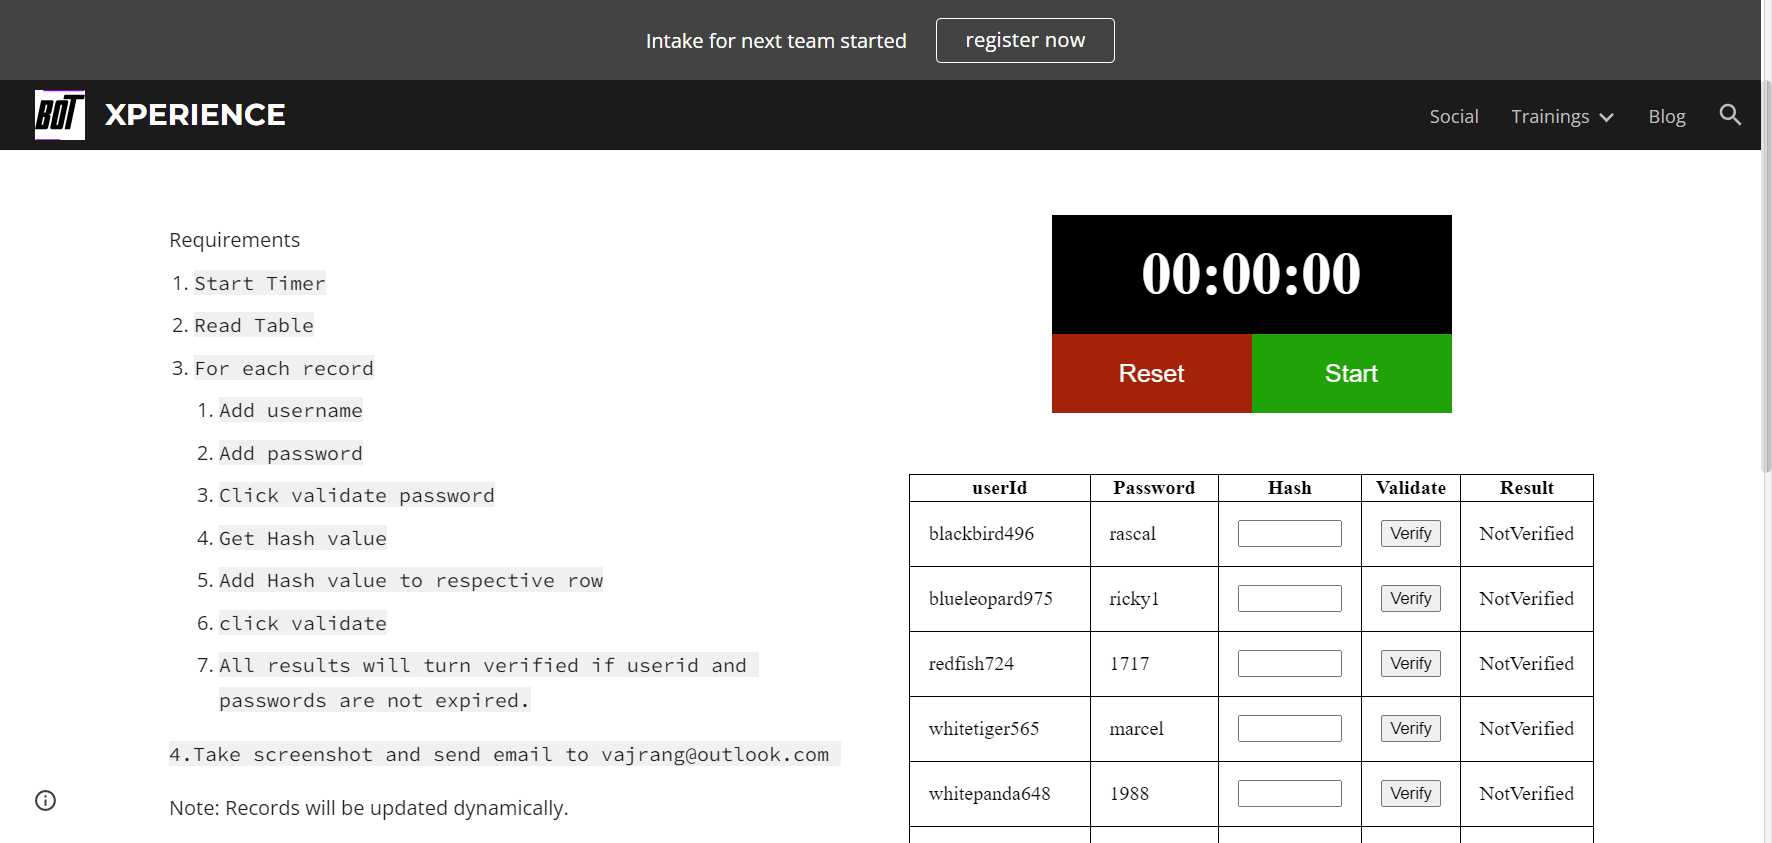 Intake for next team started register now
BOT XPERIENCE Social Trainings Blog
Requirements
1. Start Timer
2. Read Table
3. For each record
1. Add username
2. Add password
3. Click validate password
4. Get Hash value
5. Add Hash value to respective row
6. click validate
7. All results will turn verified if userid and
passwords are not expired.
4.Take screenshot and send email to vajrang@outlook.com
Note: Records will be updated dynamically.
00:00:00
Reset Start
userId Password Hash Validate Result
blackbird496 rascal Verify NotVerified
blueleopard975 ricky1 Verify NotVerified
redfish724 1717 Verify NotVerified
whitetiger565 marcel Verify NotVerified
whitepanda648 1988 Verify NotVerified